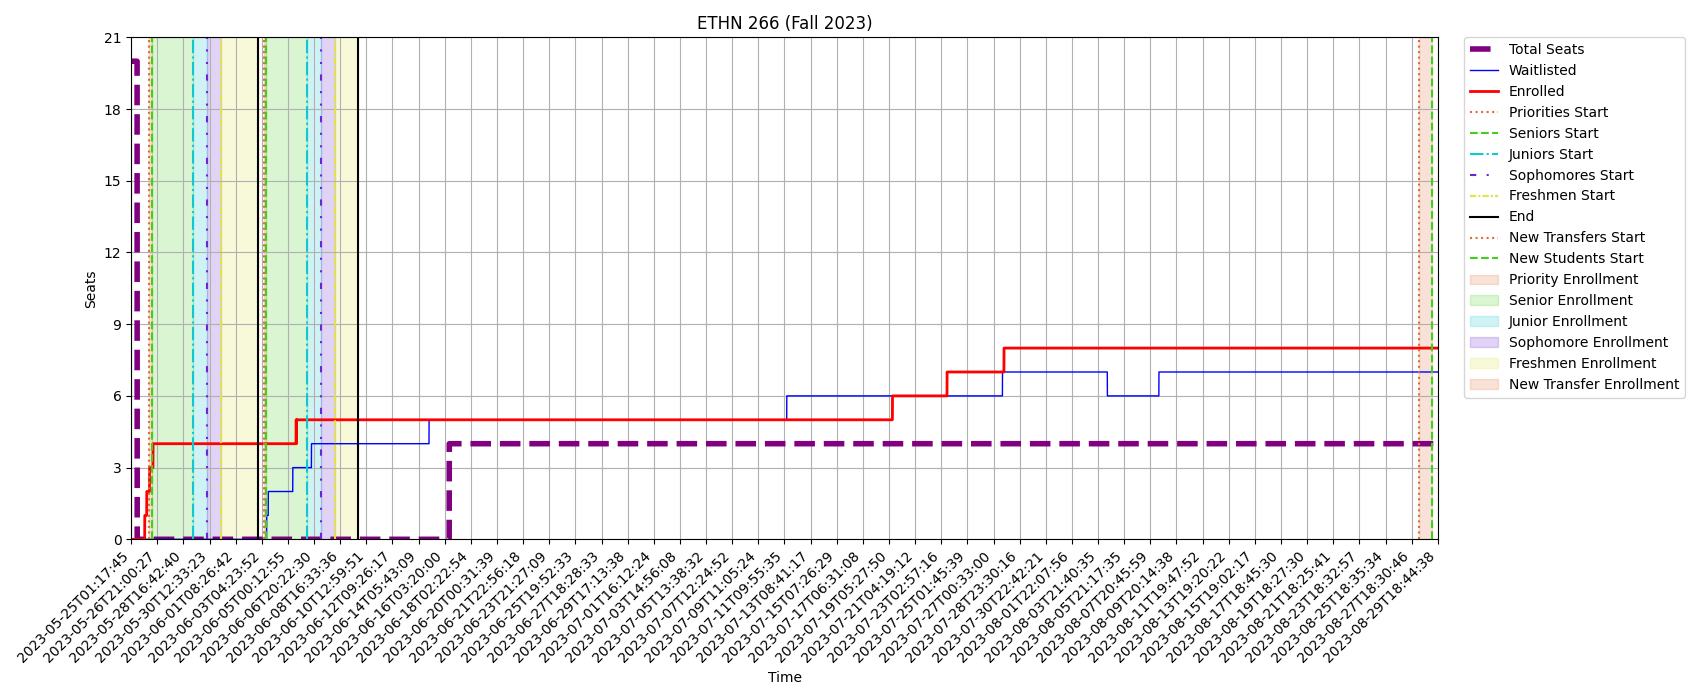 ETHN 266 (Fall 2023)
Seats
21
18
15
12
9
6
3
0
2023-05-25T01:17:45
2023-05-26T21:00:27
2023-05-28T16:42:40
2023-05-30T12:33:23
2023-06-01T08:26:42
2023-06-03T04:23:52
2023-06-05T00:12:55
2023-06-06T20:22:30
2023-06-08T16:33:36
2023-06-10T12:59:51
2023-06-12T09:26:17
2023-06-14T05:43:09
2023-06-16T03:20:00
2023-06-18T02:22:54
2023-06-20T00:31:39
2023-06-21T22:56:18
2023-06-23T21:27:09
2023-06-25T19:52:33
2023-06-27T18:28:33
2023-06-29T17:13:38
2023-07-01T16:12:24
2023-07-03T14:56:08
2023-07-05T13:38:32
2023-07-07T12:24:52
2023-07-09T11:05:24
2023-07-11T09:55:35
2023-07-13T08:41:17
2023-07-15T07:26:29
2023-07-17T06:31:08
2023-07-19T05:27:50
2023-07-21T04:19:12
2023-07-23T02:57:16
2023-07-25T01:45:39
2023-07-27T00:33:00
2023-07-28T23:30:16
2023-07-30T22:42:21
2023-08-01T22:07:56
2023-08-03T21:40:35
2023-08-05T21:17:35
2023-08-07T20:45:59
2023-08-09T20:14:38
2023-08-11T19:47:52
2023-08-13T19:20:22
2023-08-15T19:02:17
2023-08-17T18:45:30
2023-08-19T18:27:30
2023-08-21T18:25:41
2023-08-23T18:32:57
2023-08-25T18:35:34
2023-08-27T18:30:46
2023-08-29T18:44:38
Time
Total Seats
Waitlisted
Enrolled
Priorities Start
Seniors Start
Juniors Start
Sophomores Start
Freshmen Start
End
New Transfers Start
New Students Start
Priority Enrollment
Senior Enrollment
Junior Enrollment
Sophomore Enrollment
Freshmen Enrollment
New Transfer Enrollment